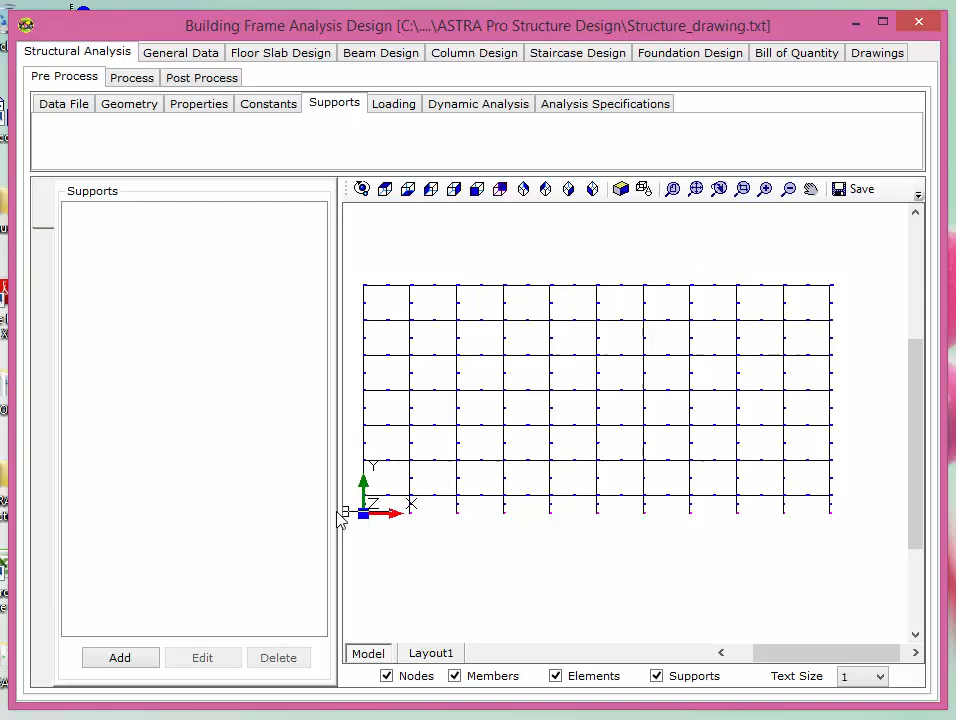 Building Frame Analysis Design [C:\....\ASTRA Pro Structure Design\Structure_drawing.txt]
Structural Analysis General Data Floor Slab Design Beam Design Column Design Staircase Design Foundation Design Bill of Quantity Drawings
Pre Process Process Post Process
Data File Geometry Properties Constants Supports Loading Dynamic Analysis Analysis Specifications
Supports
Save
Y
Z X
Add Edit Delete
Model Layout1
Nodes Members Elements Supports Text Size 1